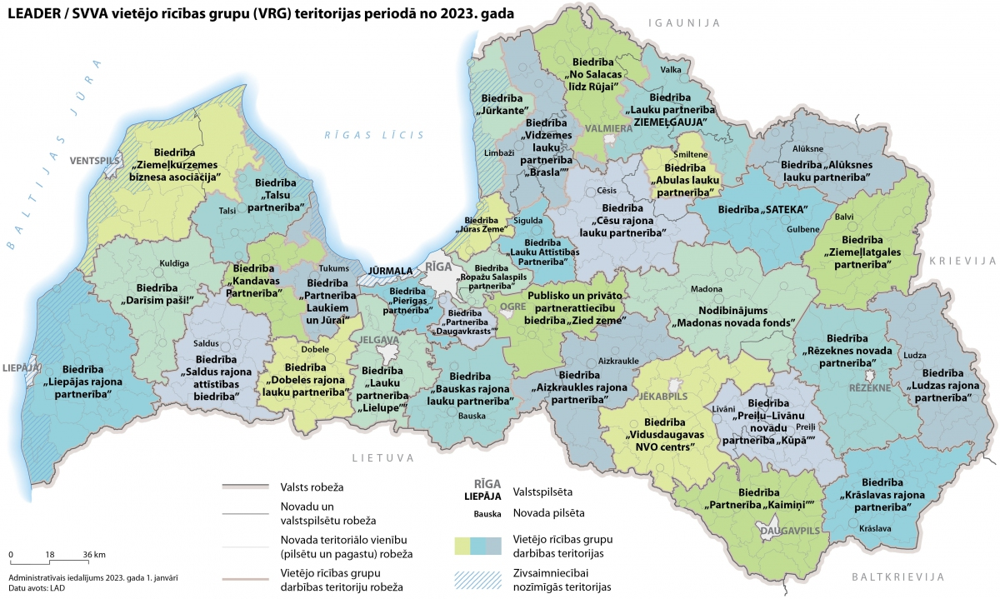 LEADER / SVVA vietējo rīcības grupu (VRG) teritorijas periodā no 2023. gada
IGAUNIJA
BALTIJAS JŪRA
RĪGAS LĪCIS
KRIEVIJA
LIETUVA
BALTKRIEVIJA
Biedrība
„No Salacas
līdz Rūjai”
Valka
Biedrība
„Lauku partnerība
ZIEMEĻGAUJA”
VALMIERA
Biedrība
„Jūrkante”
Limbaži
Biedrība
„Vidzemes
lauku
partnerība
„Brasla””
Smiltene
Biedrība
„Abulas lauku
partnerība”
Alūksne
Biedrība „Alūksnes
lauku partnerība”
VENTSPILS
Biedrība
„Ziemeļkurzemes
biznesa asociācija”
Biedrība
„Talsu
partnerība”
Talsi
Cēsis
Biedrība
„Cēsu rajona
lauku partnerība”
Biedrība „SATEKA”
Gulbene
Balvi
Biedrība
„Ziemeļlatgales
partnerība”
Biedrība
„Jūras Zeme”
Sigulda
Biedrība
„Lauku Attīstības
Partnerība”
Kuldīga
Biedrība
„Darīsim paši!”
Biedrība
„Kandavas
Partnerība”
Tukums
Biedrība
„Partnerība
Laukiem
un Jūrai”
JŪRMALA
RĪGA
Biedrība
„Ropažu Salaspils
partnerība”
Biedrība
„Pierīgas
partnerība”
Biedrība
„Partnerība
„Daugavkrasts””
OGRE
Publisko un privāto
partnerattiecību
biedrība „Zied zeme”
Madona
Nodibinājums
„Madonas novada fonds”
LIEPĀJA
Biedrība
„Liepājas rajona
partnerība”
Saldus
Biedrība
„Saldus rajona
attīstības
biedrība”
Dobele
Biedrība
„Dobeles rajona
lauku partnerība”
JELGAVA
Biedrība
„Lauku
partnerība
„Lielupe””
Biedrība
„Bauskas rajona
lauku partnerība”
Bauska
Aizkraukle
Biedrība
„Aizkraukles rajona
partnerība”
JĒKABPILS
Biedrība
„Vidusdaugavas
NVO centrs”
Līvāni
Biedrība
„Preiļu–Līvānu
novadu
partnerība „Kūpā””
Preiļi
Biedrība
„Rēzeknes novada
partnerība”
RĒZEKNE
Ludza
Biedrība
„Ludzas rajona
partnerība”
Biedrība
„Partnerība „Kaimiņi””
DAUGAVPILS
Biedrība
„Krāslavas rajona
partnerība”
Krāslava
Valsts robeža
Novadu un
valstspilsētu robeža
Novada teritoriālo vienību
(pilsētu un pagastu) robeža
Vietējo rīcības grupu
darbības teritoriju robeža
RĪGA
LIEPĀJA
Valstspilsēta
Bauska
Novada pilsēta
Vietējo rīcības grupu
darbības teritorijas
Zivsaimniecībai
nozīmīgās teritorijas
0 18 36 km
Administratīvais iedalījums 2023. gada 1. janvārī
Datu avots: LAD